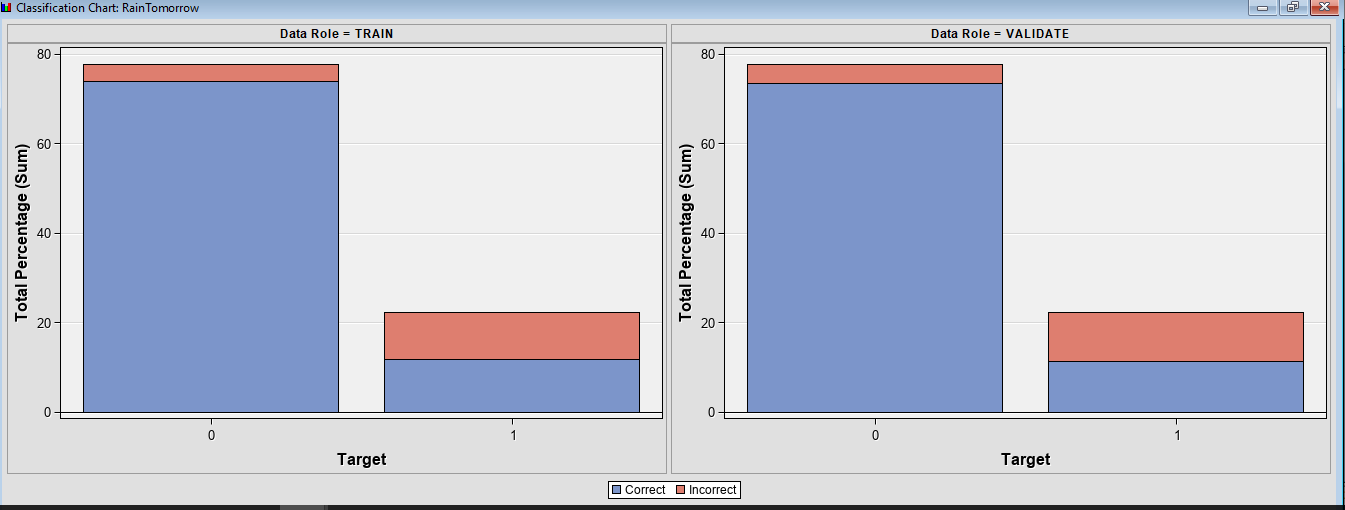 Classification Chart: RainTomorrow
Data Role = TRAIN
80
60
40
20
0
Total Percentage (Sum)
0
1
Target
Data Role = VALIDATE
80
60
40
20
0
Total Percentage (Sum)
0
1
Target
Correct Incorrect